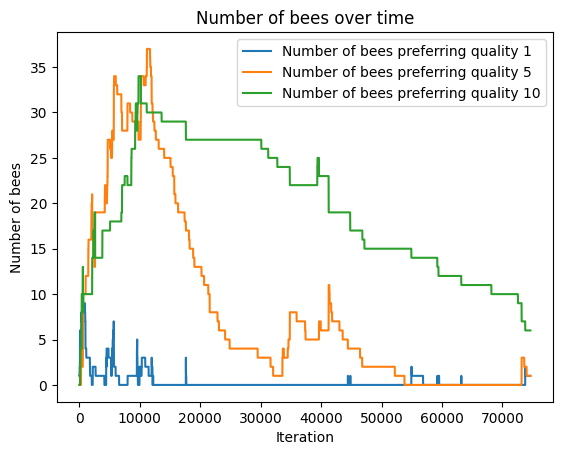 Number of bees over time
Number of bees preferring quality 1
Number of bees preferring quality 5
Number of bees preferring quality 10
Number of bees
35
30
25
20
15
10
5
0
0 10000 20000 30000 40000 50000 60000 70000
Iteration